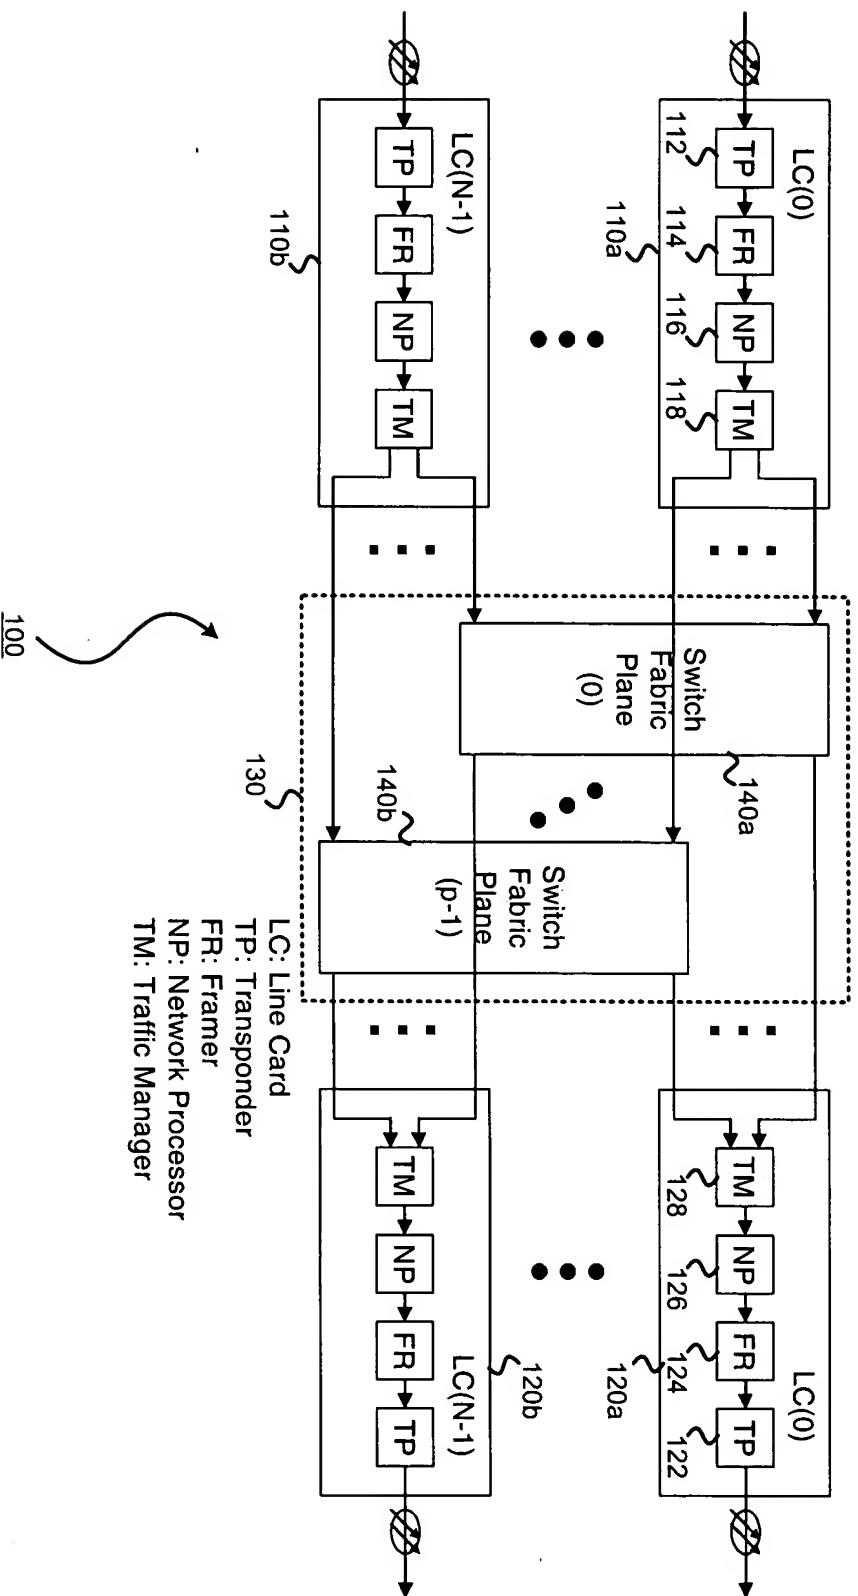 LC(0)
TP
FR
NP
TM
112
114
116
118
110a
LC(N-1)
TP
FR
NP
TM
110b
Switch
Fabric
Plane
(0)
140a
Switch
Fabric
Plane
(p-1)
140b
130
LC(0)
TM
NP
FR
TP
128
126
124
122
120a
120b
LC(N-1)
TM
NP
FR
TP
100
LC: Line Card
TP: Transponder
FR: Framer
NP: Network Processor
TM: Traffic Manager